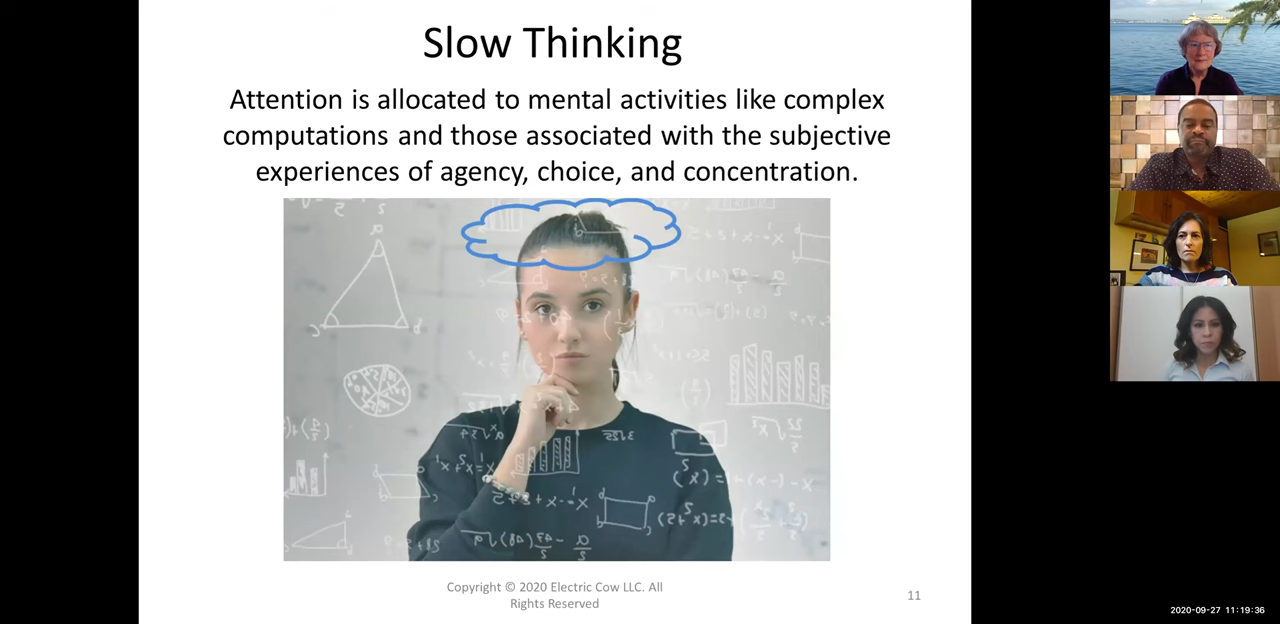 Slow Thinking
Attention is allocated to mental activities like complex
computations and those associated with the subjective
experiences of agency, choice, and concentration.
Copyright © 2020 Electric Cow LLC. All
Rights Reserved
11
2020-09-27 11:19:36